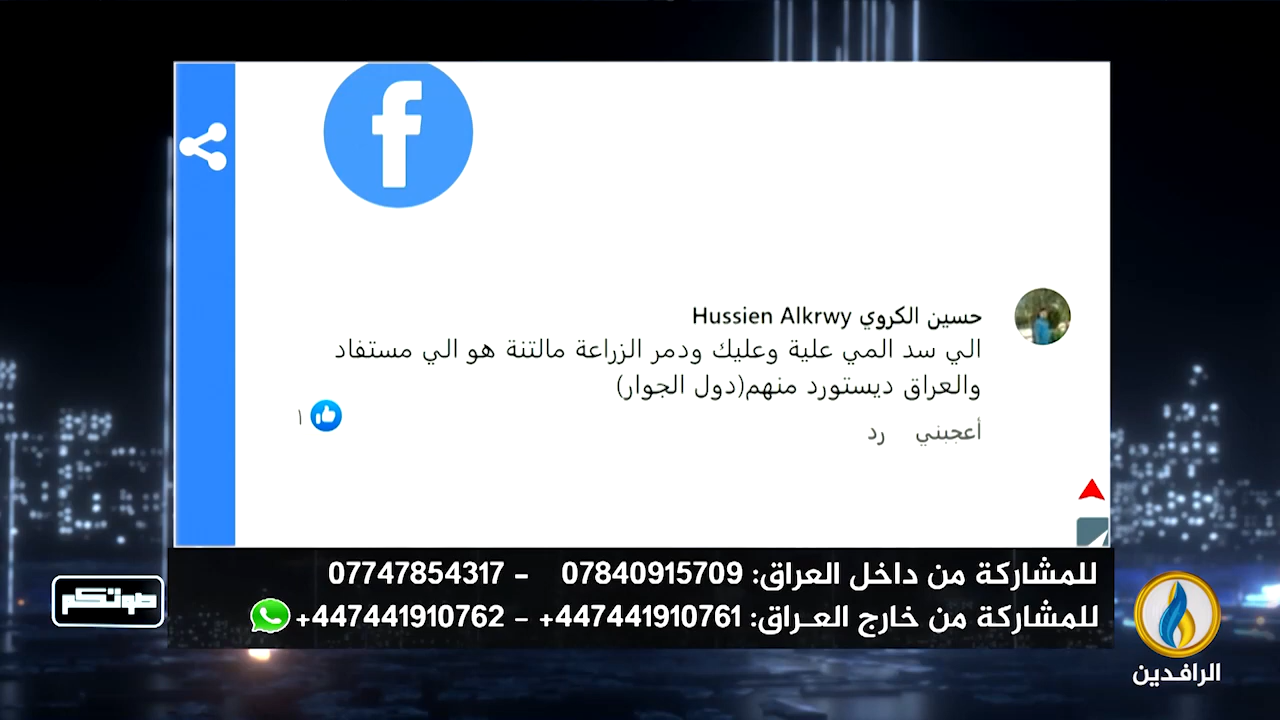 حسين الكروي Hussien Alkrwy
الي سد المي علية وعليك ودمر الزراعة مالتنة هو الي مستفاد
والعراق ديستورد منهم(دول الجوار)
١
أعجبني رد
للمشاركة من داخل العراق: 07840915709 - 07747854317
للمشاركة من خارج العـراق: 447441910761+ - 447441910762+
صوتكم
الرافدين